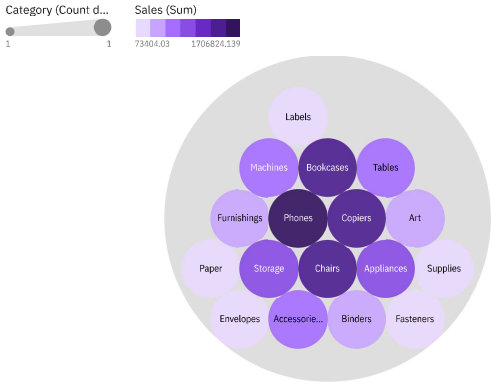 Category (Count d...
1
1
Sales (Sum)
73404.03
1706824.139
Labels
Machines
Bookcases
Tables
Furnishings
Phones
Copiers
Art
Paper
Storage
Chairs
Appliances
Supplies
Envelopes
Accessorie...
Binders
Fasteners